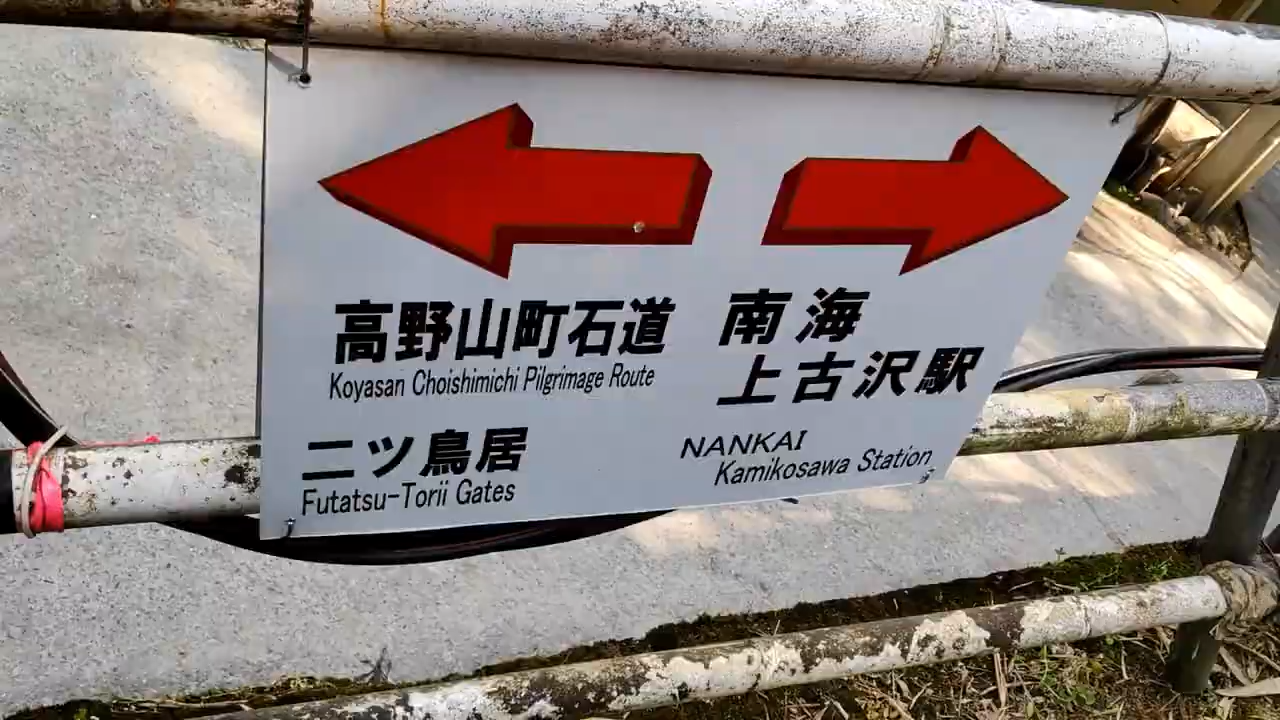 高野山町石道
Koyasan Choishimichi Pilgrimage Route
二ツ鳥居
Futatsu-Torii Gates
南海
上古沢駅
NANKAI
Kamikosawa Station